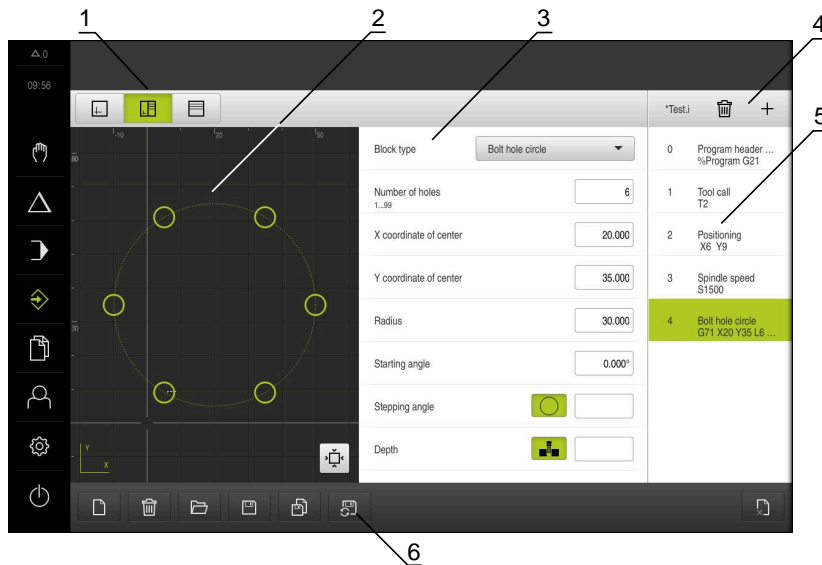 1
2
3
4
5
6
0
09:56
*Test.i
-10
20
50
60
30
Y
X
Block type
Bolt hole circle
Number of holes
1...99
6
X coordinate of center
20.000
Y coordinate of center
35.000
Radius
30.000
Starting angle
0.000°
Stepping angle
Depth
0 Program header ...
%Program G21
1 Tool call
T2
2 Positioning
X6 Y9
3 Spindle speed
S1500
4 Bolt hole circle
G71 X20 Y35 L6 ...